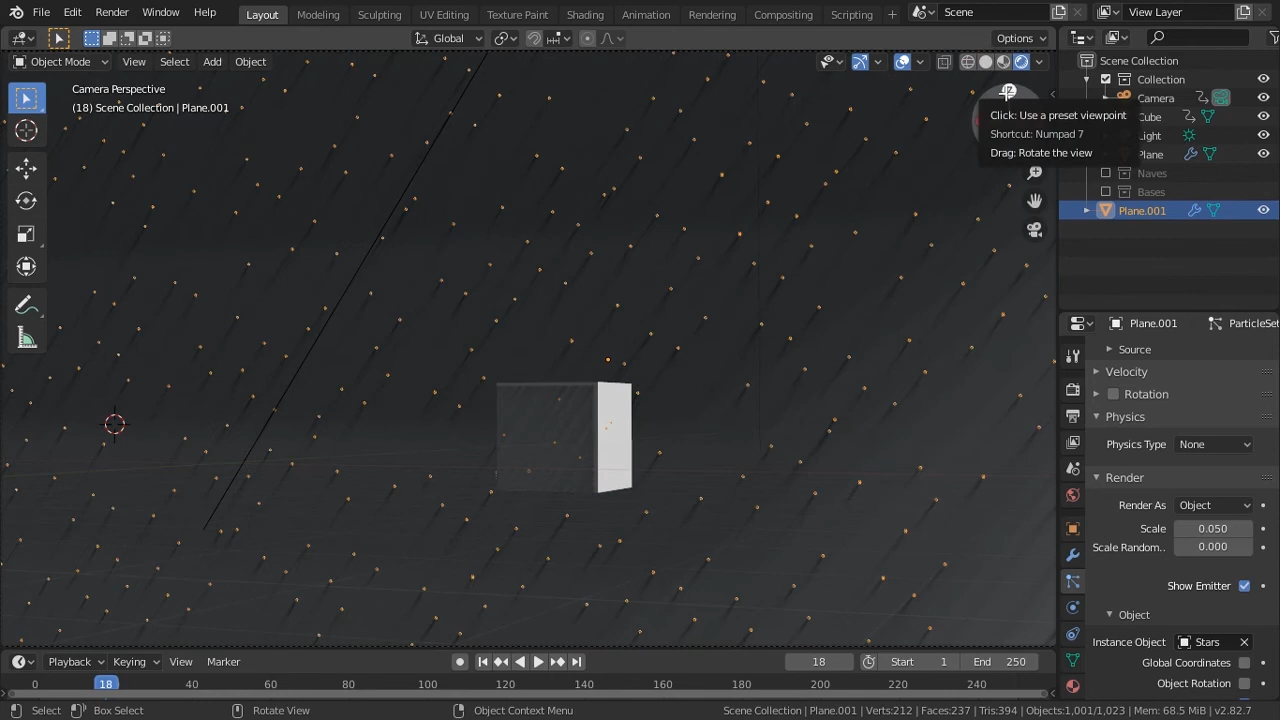 File Edit Render Window Help Layout Modeling Sculpting UV Editing Texture Paint Shading Animation Rendering Compositing Scripting + Scene View Layer
Global Options
Object Mode View Select Add Object
Camera Perspective
(18) Scene Collection | Plane.001
Z
Click: Use a preset viewpoint
Shortcut: Numpad 7
Drag: Rotate the view
Scene Collection
Collection
Camera
Cube
Light
Plane
Naves
Bases
Plane.001
Plane.001 ParticleSet
Source
Velocity
Rotation
Physics
Physics Type None
Render
Render As Object
Scale 0.050
Scale Random.. 0.000
Show Emitter
Object
Instance Object Stars
Global Coordinates
Object Rotation
Playback Keying View Marker 18 Start 1 End 250
0 18 40 60 80 100 120 140 160 180 200 220 240
Select Box Select Rotate View Object Context Menu Scene Collection | Plane.001 | Verts:212 | Faces:237 | Tris:394 | Objects:1,001/1,023 | Mem: 68.5 MiB | v2.82.7